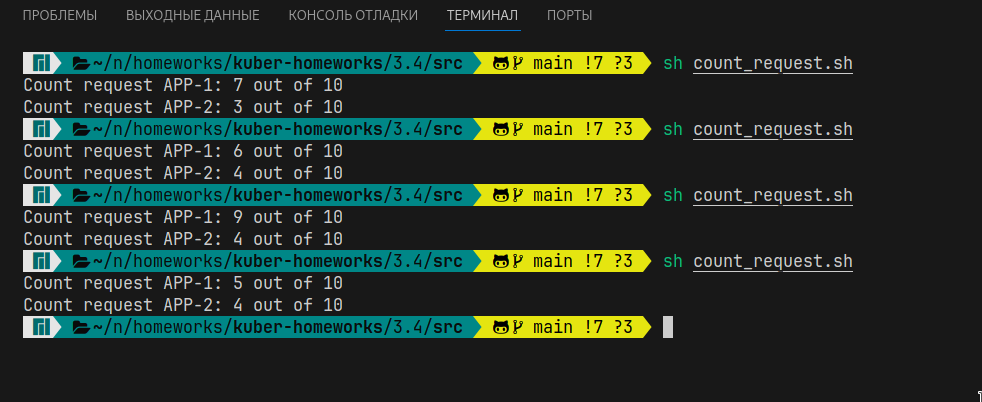 ПРОБЛЕМЫ ВЫХОДНЫЕ ДАННЫЕ КОНСОЛЬ ОТЛАДКИ ТЕРМИНАЛ ПОРТЫ
~/n/homeworks/kuber-homeworks/3.4/src main !7 ?3 sh count_request.sh
Count request APP-1: 7 out of 10
Count request APP-2: 3 out of 10
~/n/homeworks/kuber-homeworks/3.4/src main !7 ?3 sh count_request.sh
Count request APP-1: 6 out of 10
Count request APP-2: 4 out of 10
~/n/homeworks/kuber-homeworks/3.4/src main !7 ?3 sh count_request.sh
Count request APP-1: 9 out of 10
Count request APP-2: 4 out of 10
~/n/homeworks/kuber-homeworks/3.4/src main !7 ?3 sh count_request.sh
Count request APP-1: 5 out of 10
Count request APP-2: 4 out of 10
~/n/homeworks/kuber-homeworks/3.4/src main !7 ?3